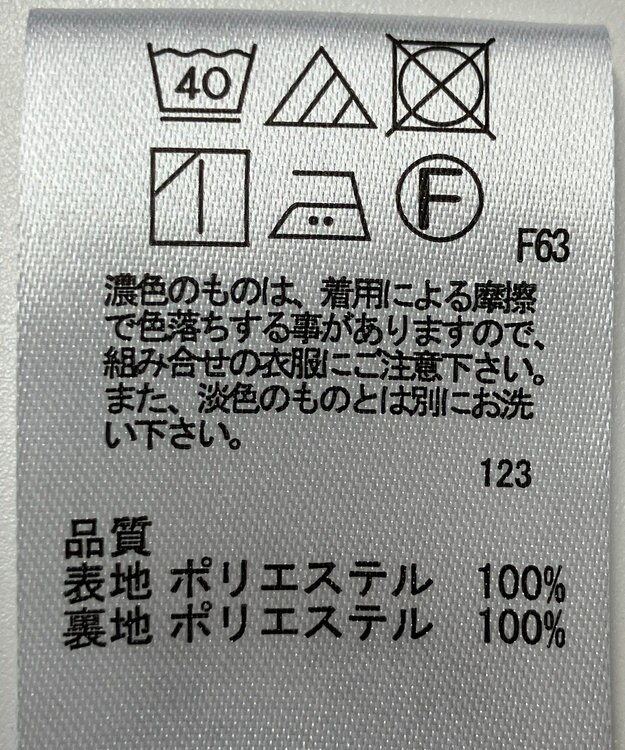 40
F
F63
濃色のものは、着用による摩擦
で色落ちする事がありますので、
組み合せの衣服にご注意下さい。
また、淡色のものとは別にお洗
い下さい。
123
品質
表地 ポリエステル 100%
裏地 ポリエステル 100%